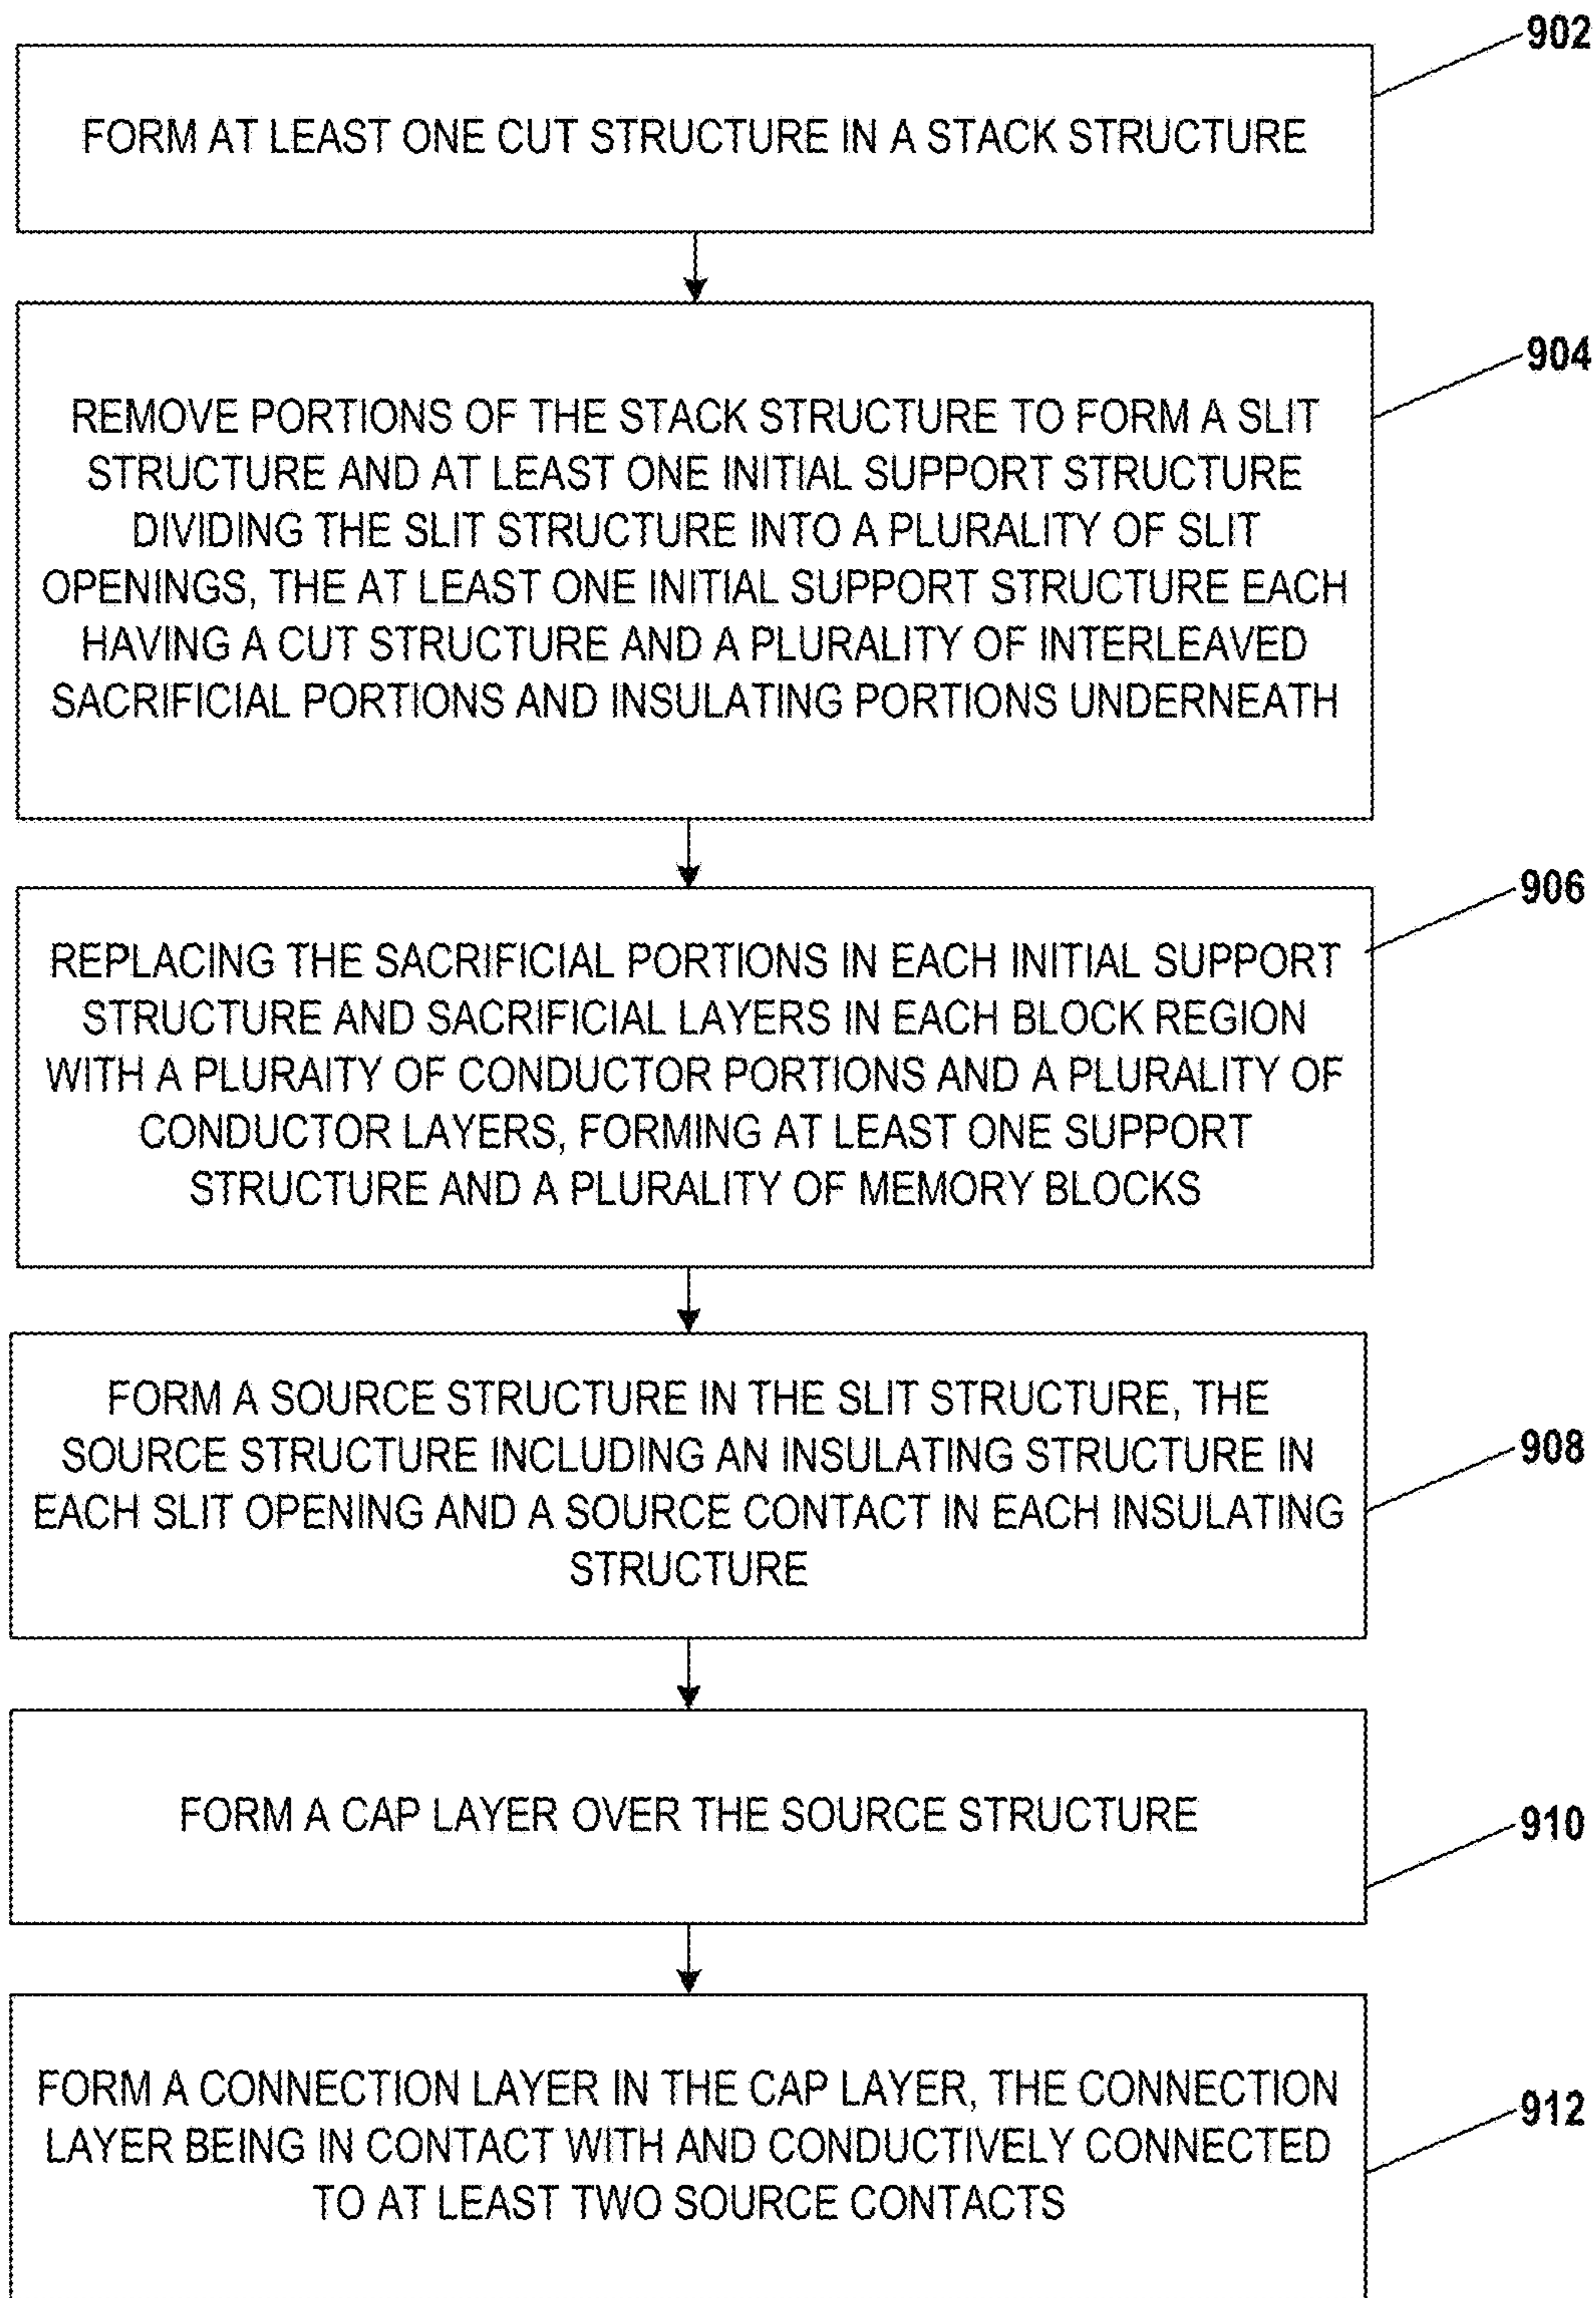 902
FORM AT LEAST ONE CUT STRUCTURE IN A STACK STRUCTURE
904
REMOVE PORTIONS OF THE STACK STRUCTURE TO FORM A SLIT
STRUCTURE AND AT LEAST ONE INITIAL SUPPORT STRUCTURE
DIVIDING THE SLIT STRUCTURE INTO A PLURALITY OF SLIT
OPENINGS, THE AT LEAST ONE INITIAL SUPPORT STRUCTURE EACH
HAVING A CUT STRUCTURE AND A PLURALITY OF INTERLEAVED
SACRIFICIAL PORTIONS AND INSULATING PORTIONS UNDERNEATH
906
REPLACING THE SACRIFICIAL PORTIONS IN EACH INITIAL SUPPORT
STRUCTURE AND SACRIFICIAL LAYERS IN EACH BLOCK REGION
WITH A PLURAITY OF CONDUCTOR PORTIONS AND A PLURALITY OF
CONDUCTOR LAYERS, FORMING AT LEAST ONE SUPPORT
STRUCTURE AND A PLURALITY OF MEMORY BLOCKS
FORM A SOURCE STRUCTURE IN THE SLIT STRUCTURE, THE
SOURCE STRUCTURE INCLUDING AN INSULATING STRUCTURE IN
908
EACH SLIT OPENING AND A SOURCE CONTACT IN EACH INSULATING
STRUCTURE
FORM A CAP LAYER OVER THE SOURCE STRUCTURE
910
FORM A CONNECTION LAYER IN THE CAP LAYER, THE CONNECTION
912
LAYER BEING IN CONTACT WITH AND CONDUCTIVELY CONNECTED
TO AT LEAST TWO SOURCE CONTACTS